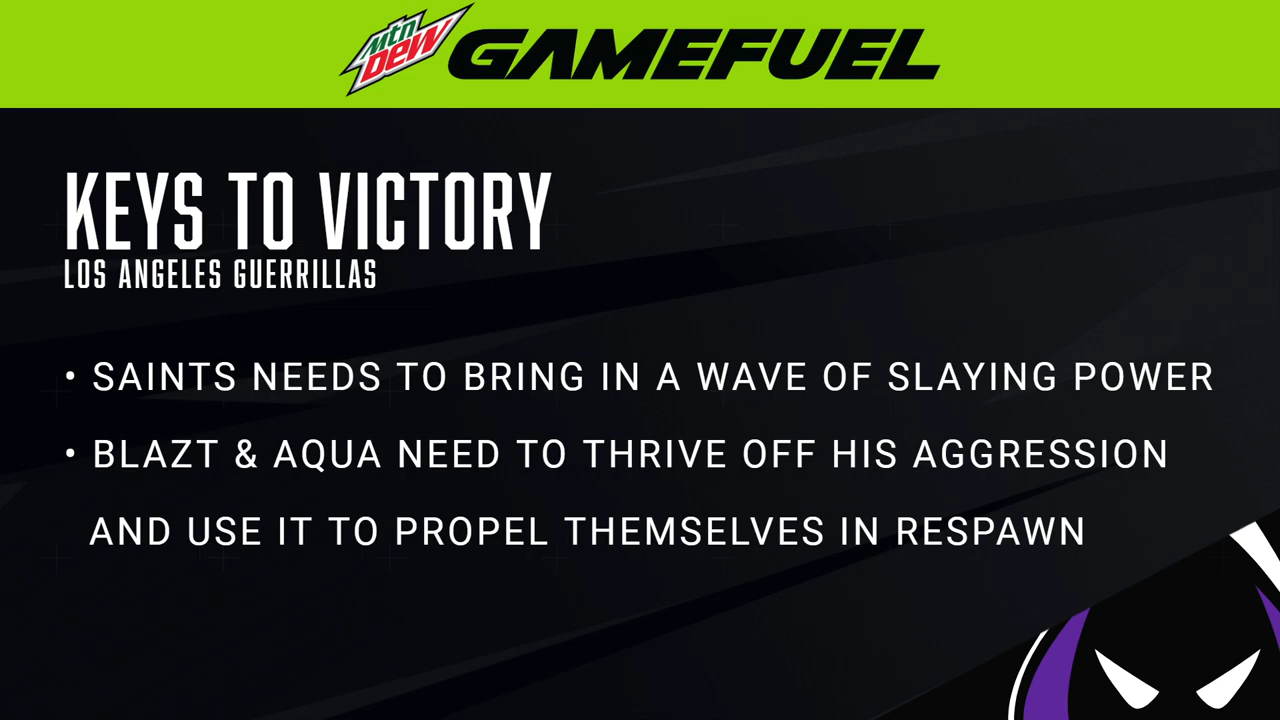 mtn
DEW
GAMEFUEL
KEYS TO VICTORY
LOS ANGELES GUERRILLAS
• SAINTS NEEDS TO BRING IN A WAVE OF SLAYING POWER
• BLAZT & AQUA NEED TO THRIVE OFF HIS AGGRESSION
AND USE IT TO PROPEL THEMSELVES IN RESPAWN